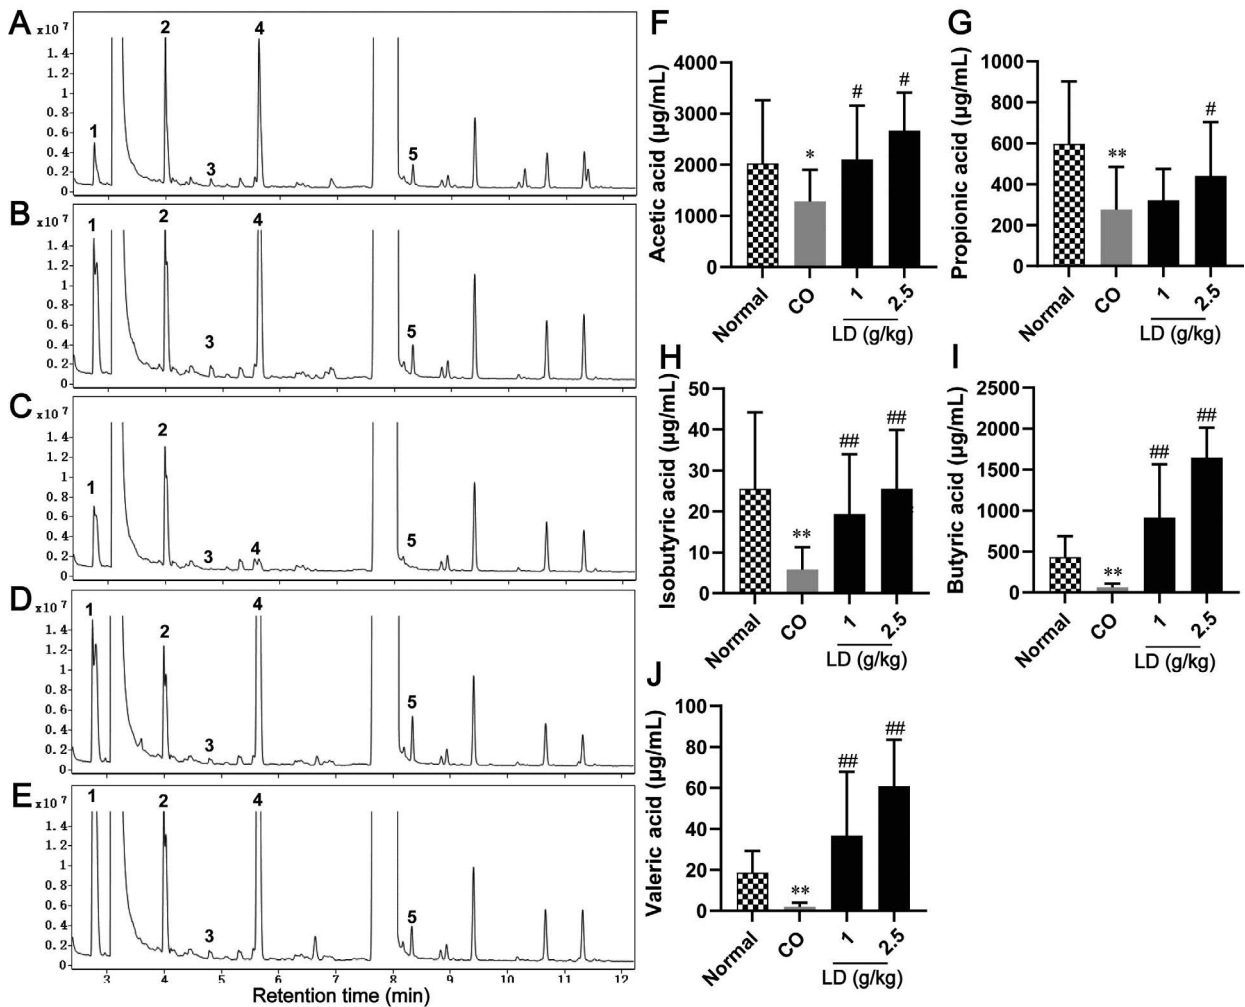 A
x10 7
1.4
1.2
1
0.8
0.6
0.4
0.2
0
1
2
3
4
5
B
x10 7
1.4
1.2
1
0.8
0.6
0.4
0.2
0
1
2
3
4
5
C
x10 7
1.4
1.2
1
0.8
0.6
0.4
0.2
0
1
2
3
4
5
D
x10 7
1.4
1.2
1
0.8
0.6
0.4
0.2
0
1
2
3
4
5
E
x10 7
1.4
1.2
1
0.8
0.6
0.4
0.2
0
1
2
3
4
5
3 4 5 6 7 8 9 10 11 12
Retention time (min)
F
Acetic acid (µg/mL)
4000
3000
2000
1000
0
* # #
Normal CO 1 2.5
LD (g/kg)
G
Propionic acid (µg/mL)
1000
800
600
400
200
0
** #
Normal CO 1 2.5
LD (g/kg)
H
Isobutyric acid (µg/mL)
50
40
30
20
10
0
** ## ##
Normal CO 1 2.5
LD (g/kg)
I
Butyric acid (µg/mL)
2500
2000
1500
1000
500
0
** ## ##
Normal CO 1 2.5
LD (g/kg)
J
Valeric acid (µg/mL)
100
80
60
40
20
0
** ## ##
Normal CO 1 2.5
LD (g/kg)